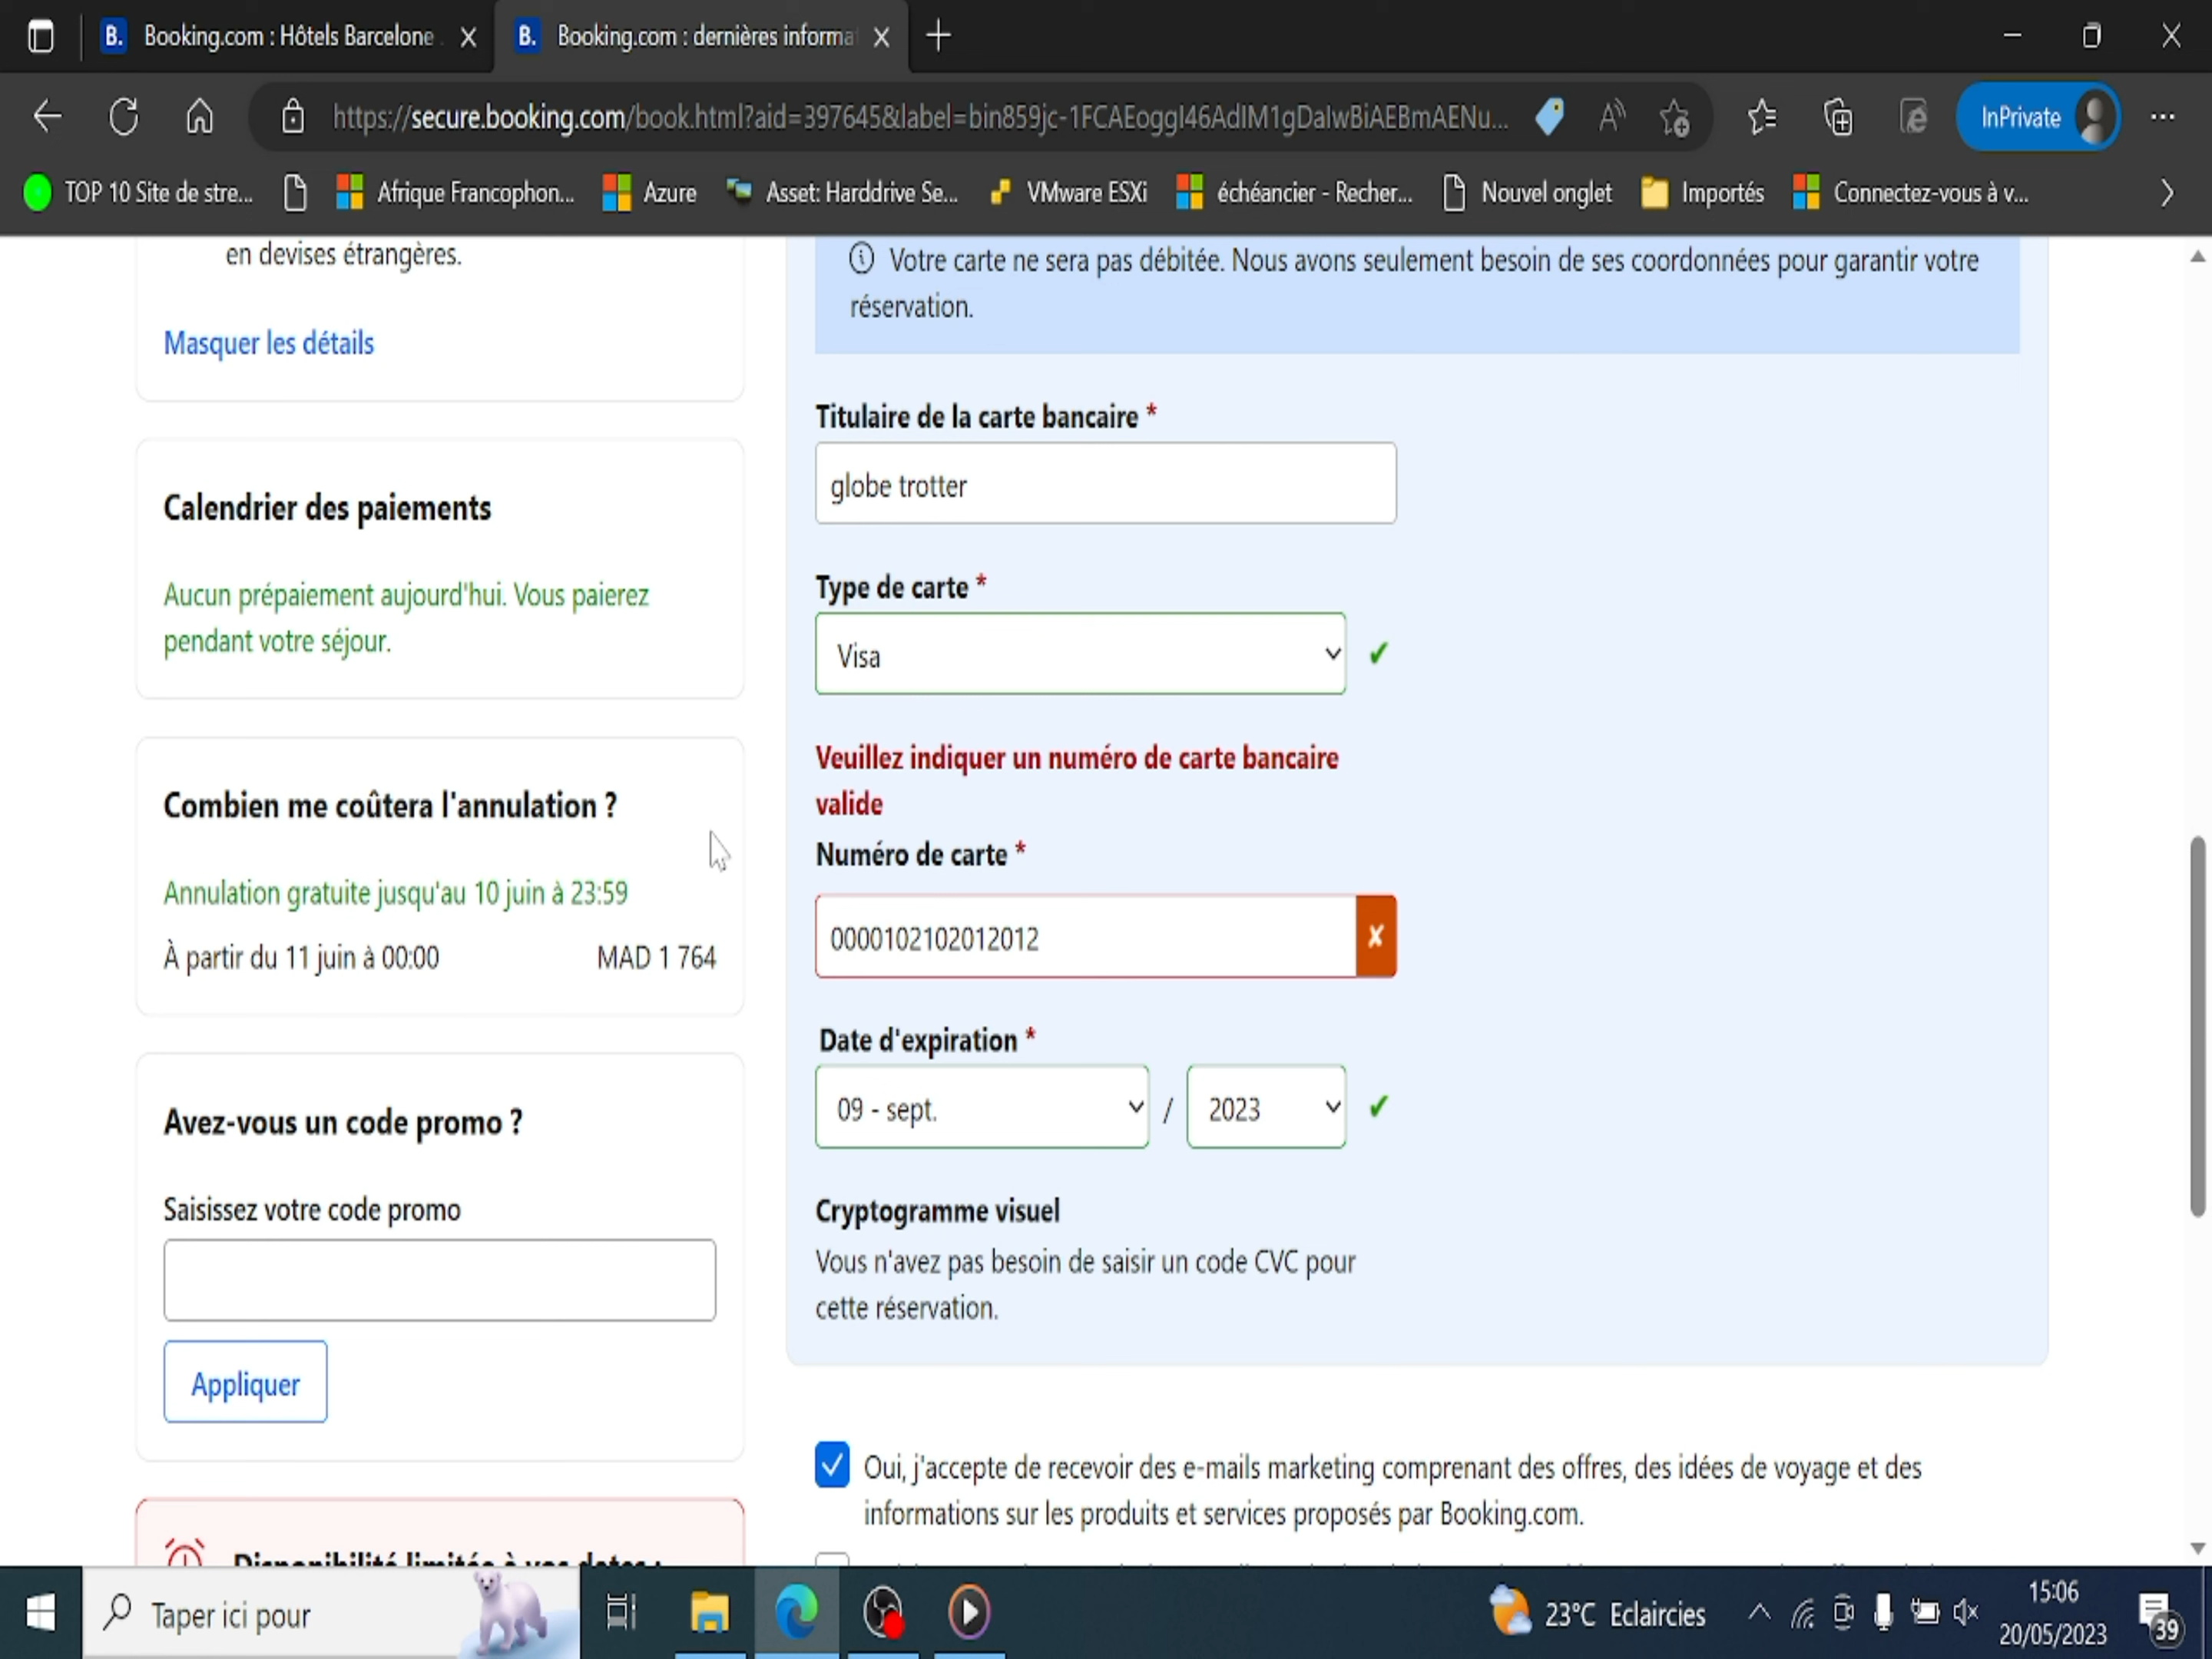 Booking.com : Hôtels Barcelone
Booking.com : dernières informa
https://secure.booking.com/book.html?aid=397645&label=bin859jc-1FCAEoggI46AdIM1gDaIwBiAEBmAENu...
InPrivate
TOP 10 Site de stre...
Afrique Francophon...
Azure
Asset: Harddrive Se...
VMware ESXi
échéancier - Recher...
Nouvel onglet
Importés
Connectez-vous à v...
en devises étrangères.
Masquer les détails
Calendrier des paiements
Aucun prépaiement aujourd'hui. Vous paierez
pendant votre séjour.
Combien me coûtera l'annulation ?
Annulation gratuite jusqu'au 10 juin à 23:59
À partir du 11 juin à 00:00 MAD 1 764
Avez-vous un code promo ?
Saisissez votre code promo
Appliquer
Disponibilité limitée à vos dates :
Votre carte ne sera pas débitée. Nous avons seulement besoin de ses coordonnées pour garantir votre
réservation.
Titulaire de la carte bancaire *
globe trotter
Type de carte *
Visa
Veuillez indiquer un numéro de carte bancaire
valide
Numéro de carte *
0000102102012012
Date d'expiration *
09 - sept. / 2023
Cryptogramme visuel
Vous n'avez pas besoin de saisir un code CVC pour
cette réservation.
Oui, j'accepte de recevoir des e-mails marketing comprenant des offres, des idées de voyage et des
informations sur les produits et services proposés par Booking.com.
Taper ici pour
23°C Eclaircies
15:06
20/05/2023
39